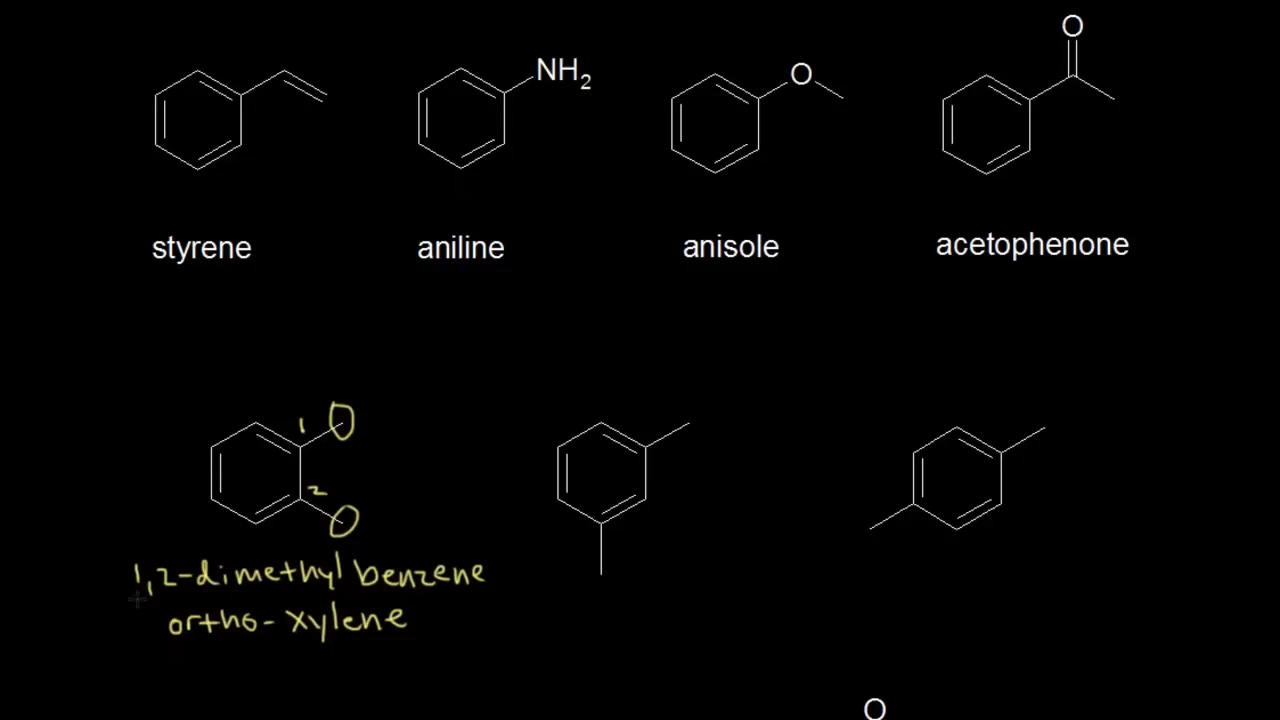 O
NH2
O
styrene
aniline
anisole
acetophenone
1
2
1,2-dimethyl benzene
ortho-xylene
O